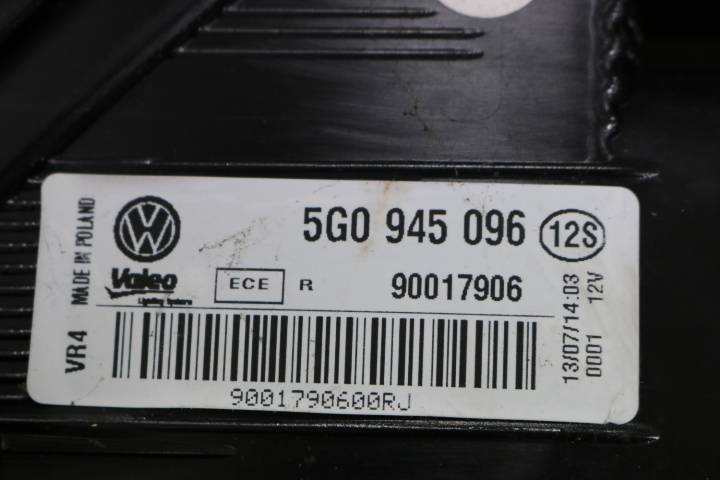 MADE IN POLAND
VR4
VW
5G0 945 096 12S
Valeo
Lighting Systems
ECE R 90017906
9001790600RJ
13/07/14:03
0001 12V